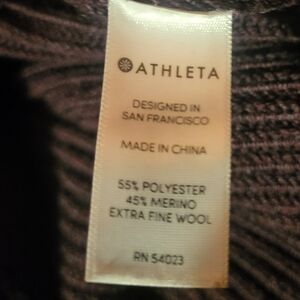 ATHLETA
DESIGNED IN
SAN FRANCISCO
MADE IN CHINA
55% POLYESTER
45% MERINO
EXTRA FINE WOOL
RN 54023